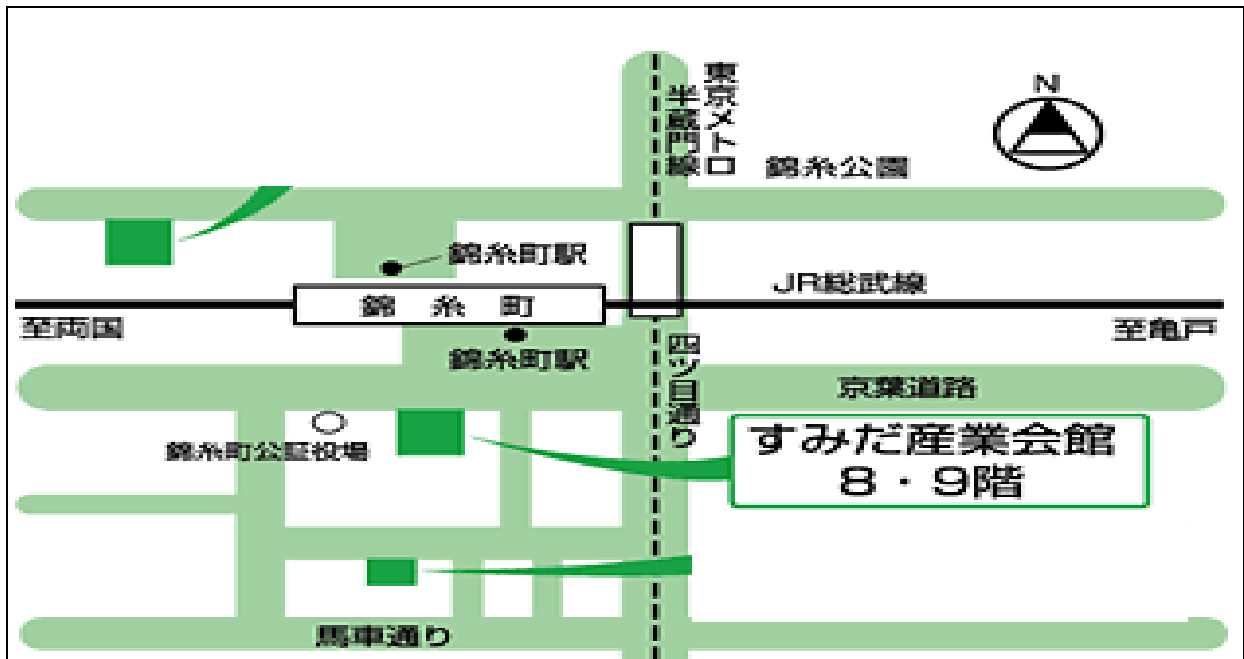 N
東京メトロ
半蔵門線
錦糸公園
錦糸町駅
JR総武線
錦糸町
至両国
至亀戸
錦糸町駅
四ツ目通り
京葉道路
すみだ産業会館
8・9階
錦糸町公証役場
馬車通り